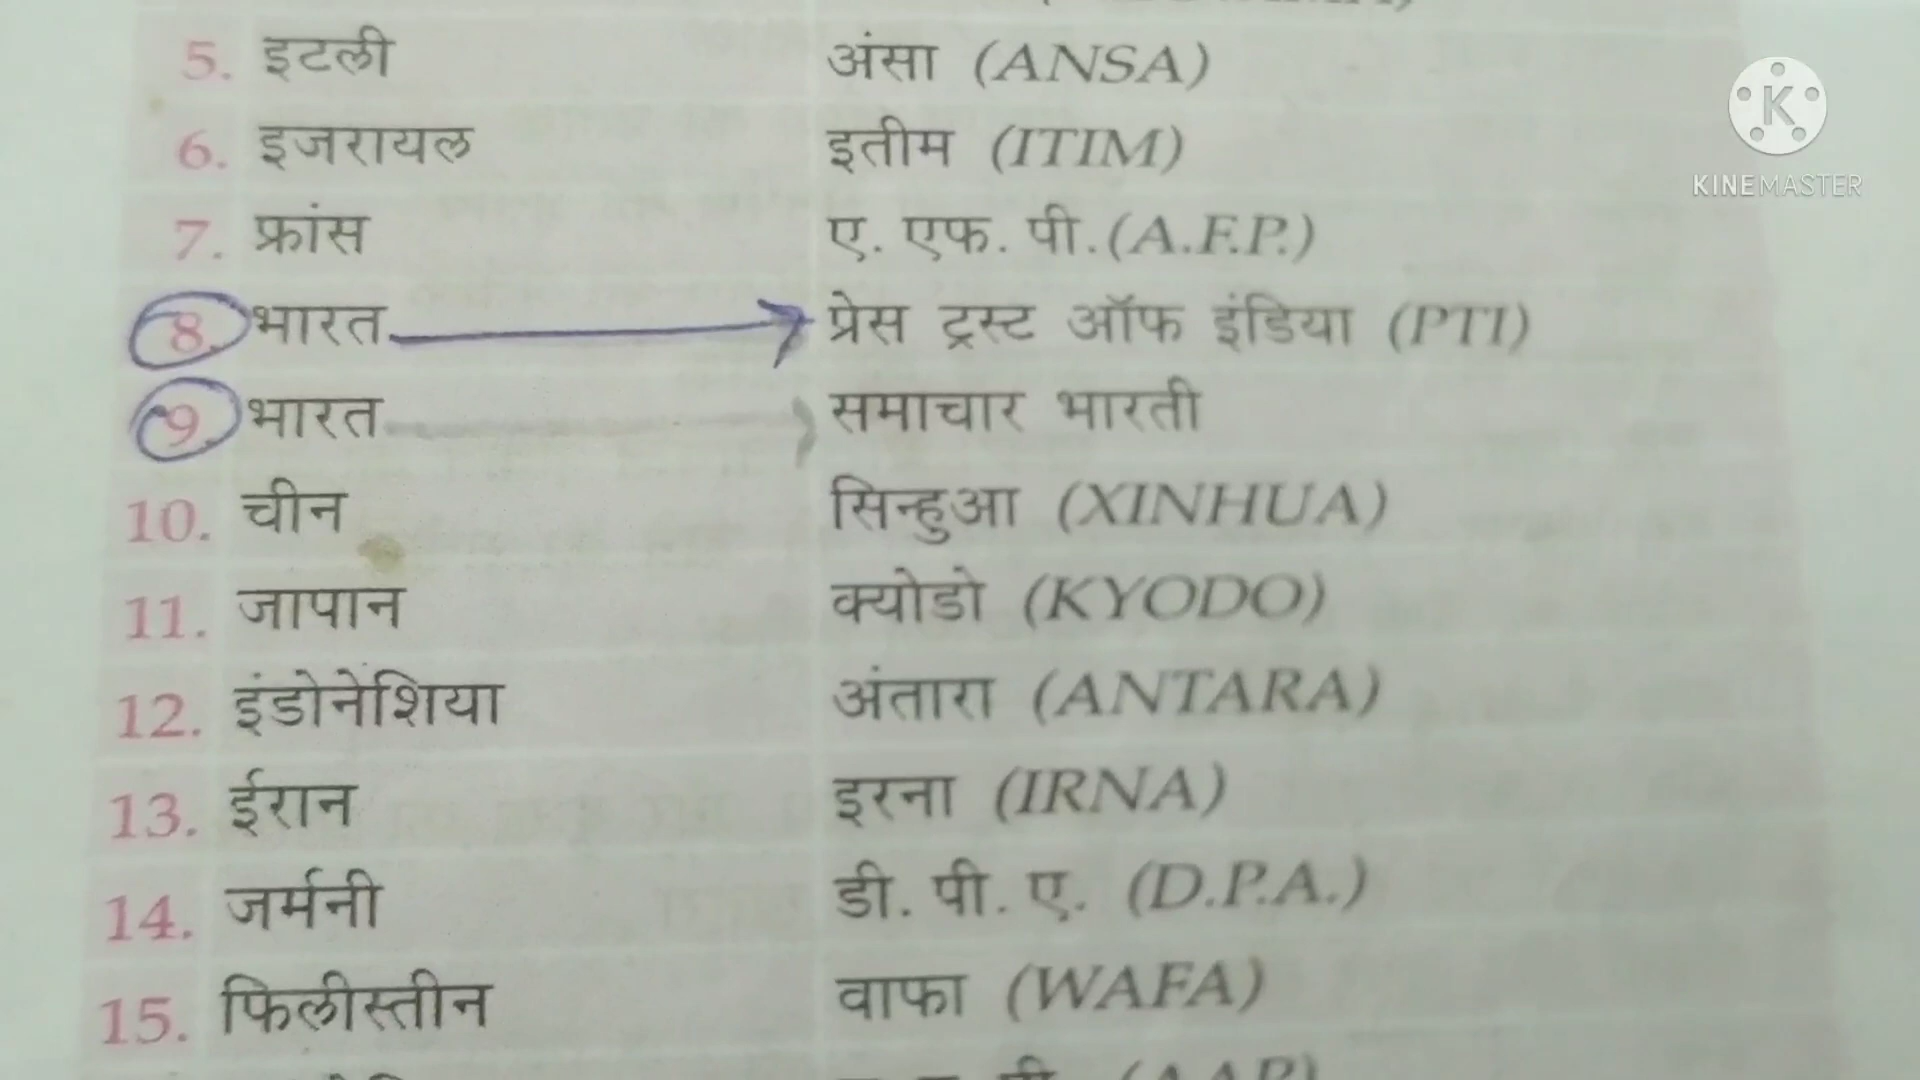 5. इटली अंसा (ANSA)
6. इजरायल इतीम (ITIM)
7. फ्रांस ए. एफ. पी.(A.F.P.)
8. भारत प्रेस ट्रस्ट ऑफ इंडिया (PTI)
9. भारत समाचार भारती
10. चीन सिन्हुआ (XINHUA)
11. जापान क्योडो (KYODO)
12. इंडोनेशिया अंतारा (ANTARA)
13. ईरान इरना (IRNA)
14. जर्मनी डी. पी. ए. (D.P.A.)
15. फिलीस्तीन वाफा (WAFA)
(AAP)
K
KINEMASTER